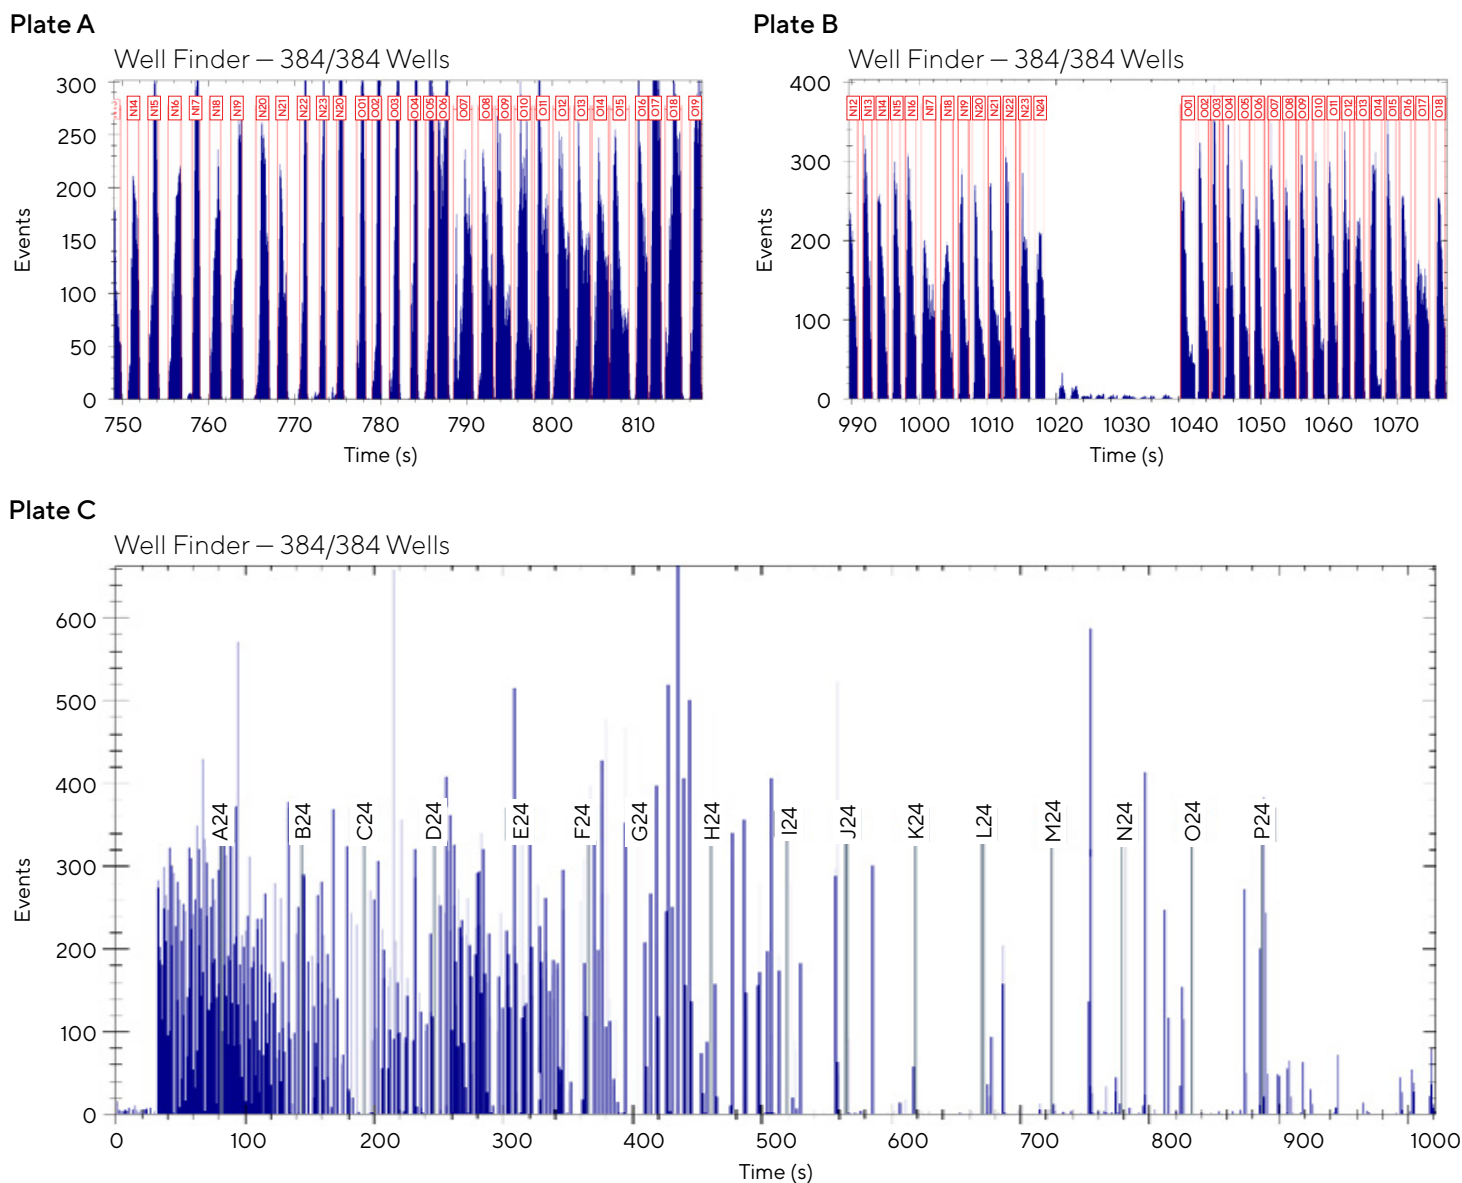 Plate A
Well Finder – 384/384 Wells
300
250
200
150
100
50
0
Events
N14 N15 N16 N17 N18 N19 N20 N21 N22 N23 N20 O01 O02 O03 O04 O05 O06 O07 O08 O09 O10 O11 O12 O13 O14 O15 O16 O17 O18 O19
750 760 770 780 790 800 810
Time (s)
Plate B
Well Finder – 384/384 Wells
400
300
200
100
0
Events
N12 N13 N14 N15 N16 N17 N18 N19 N20 N21 N22 N23 N24 O01 O02 O03 O04 O05 O06 O07 O08 O09 O10 O11 O12 O13 O14 O15 O16 O17 O18
990 1000 1010 1020 1030 1040 1050 1060 1070
Time (s)
Plate C
Well Finder – 384/384 Wells
600
500
400
300
200
100
0
Events
A24 B24 C24 D24 E24 F24 G24 H24 I24 J24 K24 L24 M24 N24 O24 P24
0 100 200 300 400 500 600 700 800 900 1000
Time (s)